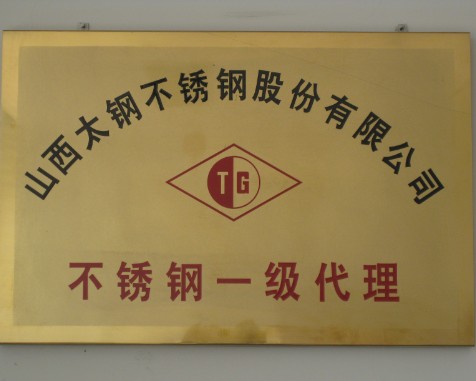 山西太钢不锈钢股份有限公司
TG
不锈钢一级代理